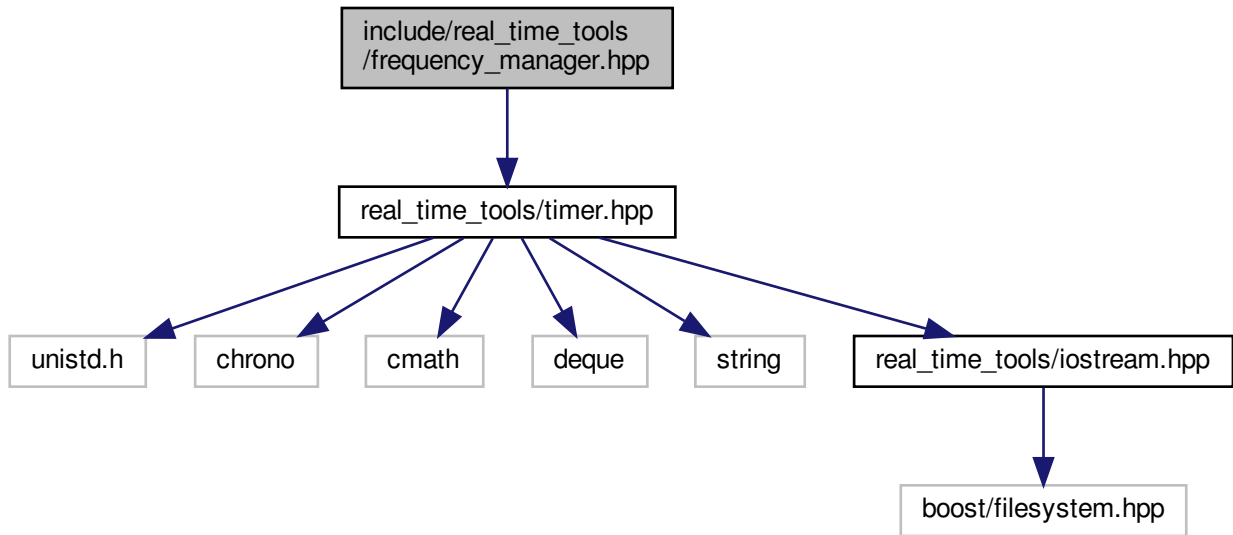 include/real_time_tools
/frequency_manager.hpp
real_time_tools/timer.hpp
unistd.h
chrono
cmath
deque
string
real_time_tools/iostream.hpp
boost/filesystem.hpp